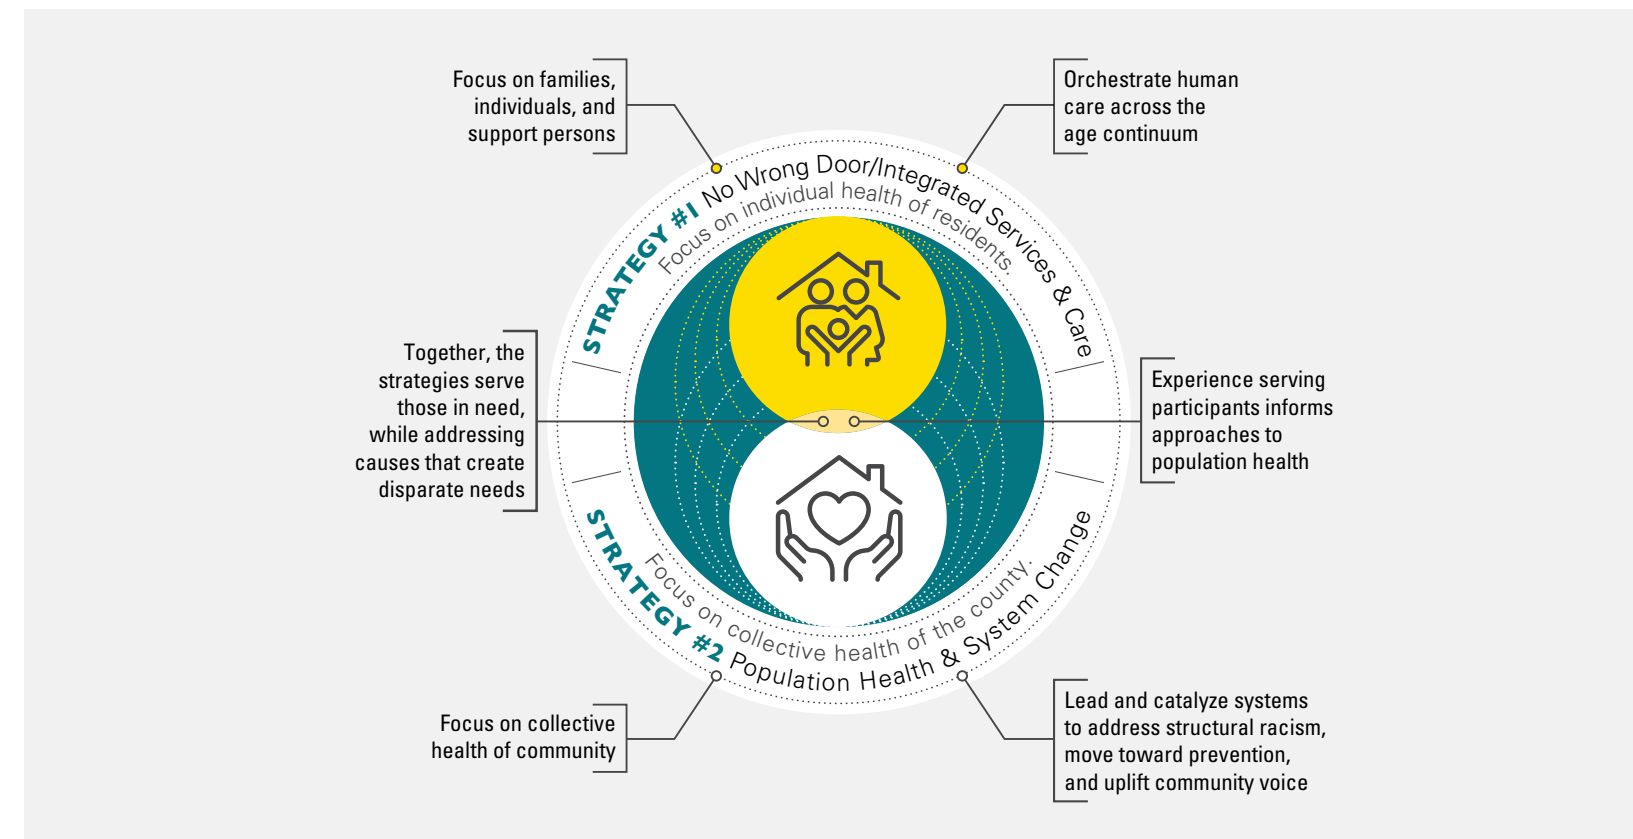 Focus on families,
individuals, and
support persons
Orchestrate human
care across the
age continuum
STRATEGY #1 No Wrong Door/Integrated Services & Care
Focus on individual health of residents.
Together, the
strategies serve
those in need,
while addressing
causes that create
disparate needs
Experience serving
participants informs
approaches to
population health
Focus on collective health of the county.
STRATEGY #2 Population Health & System Change
Focus on collective
health of community
Lead and catalyze systems
to address structural racism,
move toward prevention,
and uplift community voice